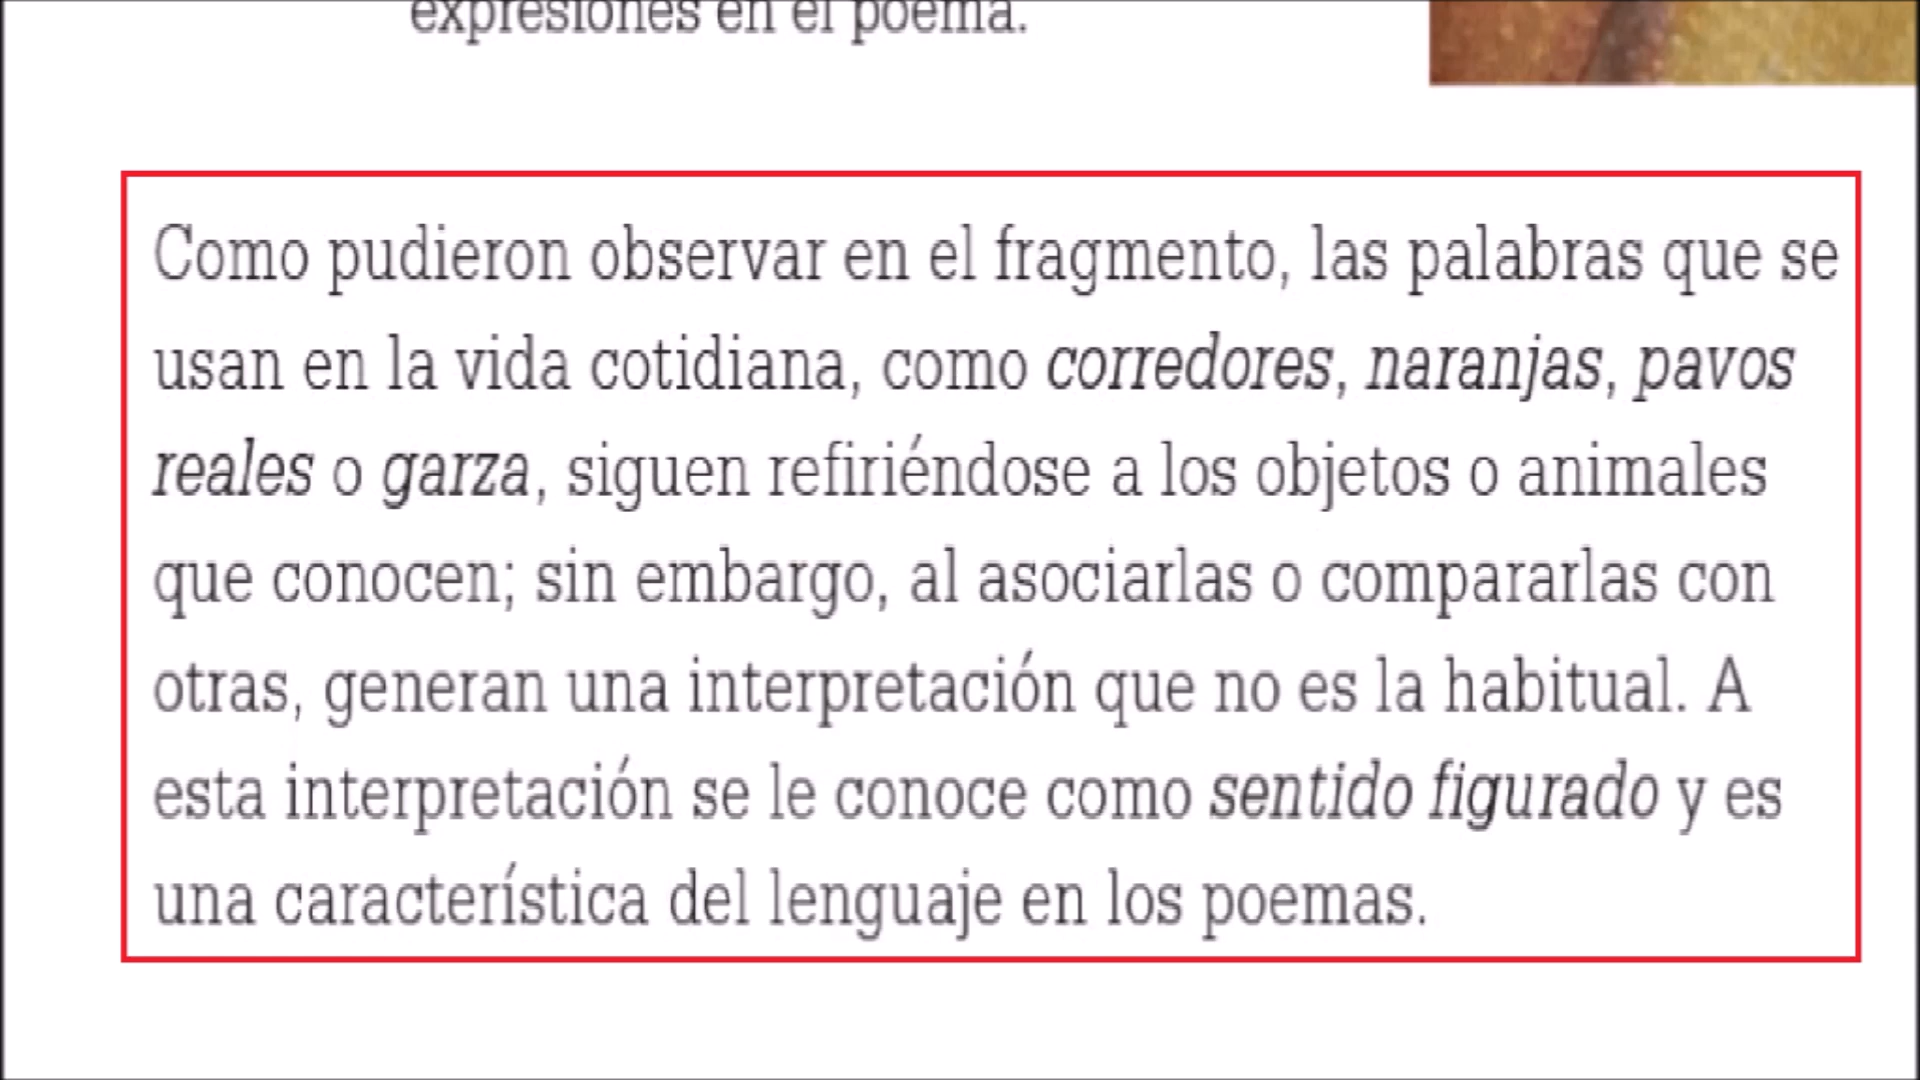 expresiones en el poema.
Como pudieron observar en el fragmento, las palabras que se
usan en la vida cotidiana, como corredores, naranjas, pavos
reales o garza, siguen refiriéndose a los objetos o animales
que conocen; sin embargo, al asociarlas o compararlas con
otras, generan una interpretación que no es la habitual. A
esta interpretación se le conoce como sentido figurado y es
una característica del lenguaje en los poemas.